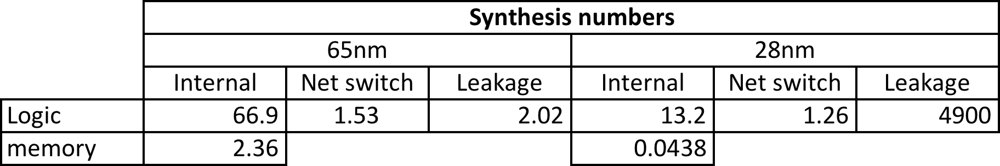 Synthesis numbers
65nm 28nm
Internal Net switch Leakage Internal Net switch Leakage
Logic 66.9 1.53 2.02 13.2 1.26 4900
memory 2.36 0.0438